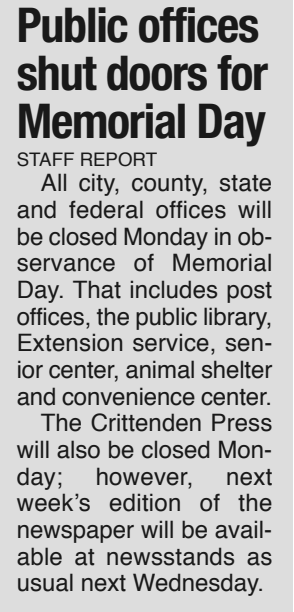 Public offices
shut doors for
Memorial Day
STAFF REPORT
All city, county, state
and federal offices will
be closed Monday in ob-
servance of Memorial
Day. That includes post
offices, the public library,
Extension service, sen-
ior center, animal shelter
and convenience center.
The Crittenden Press
will also be closed Mon-
day; however, next
week's edition of the
newspaper will be avail-
able at newsstands as
usual next Wednesday.